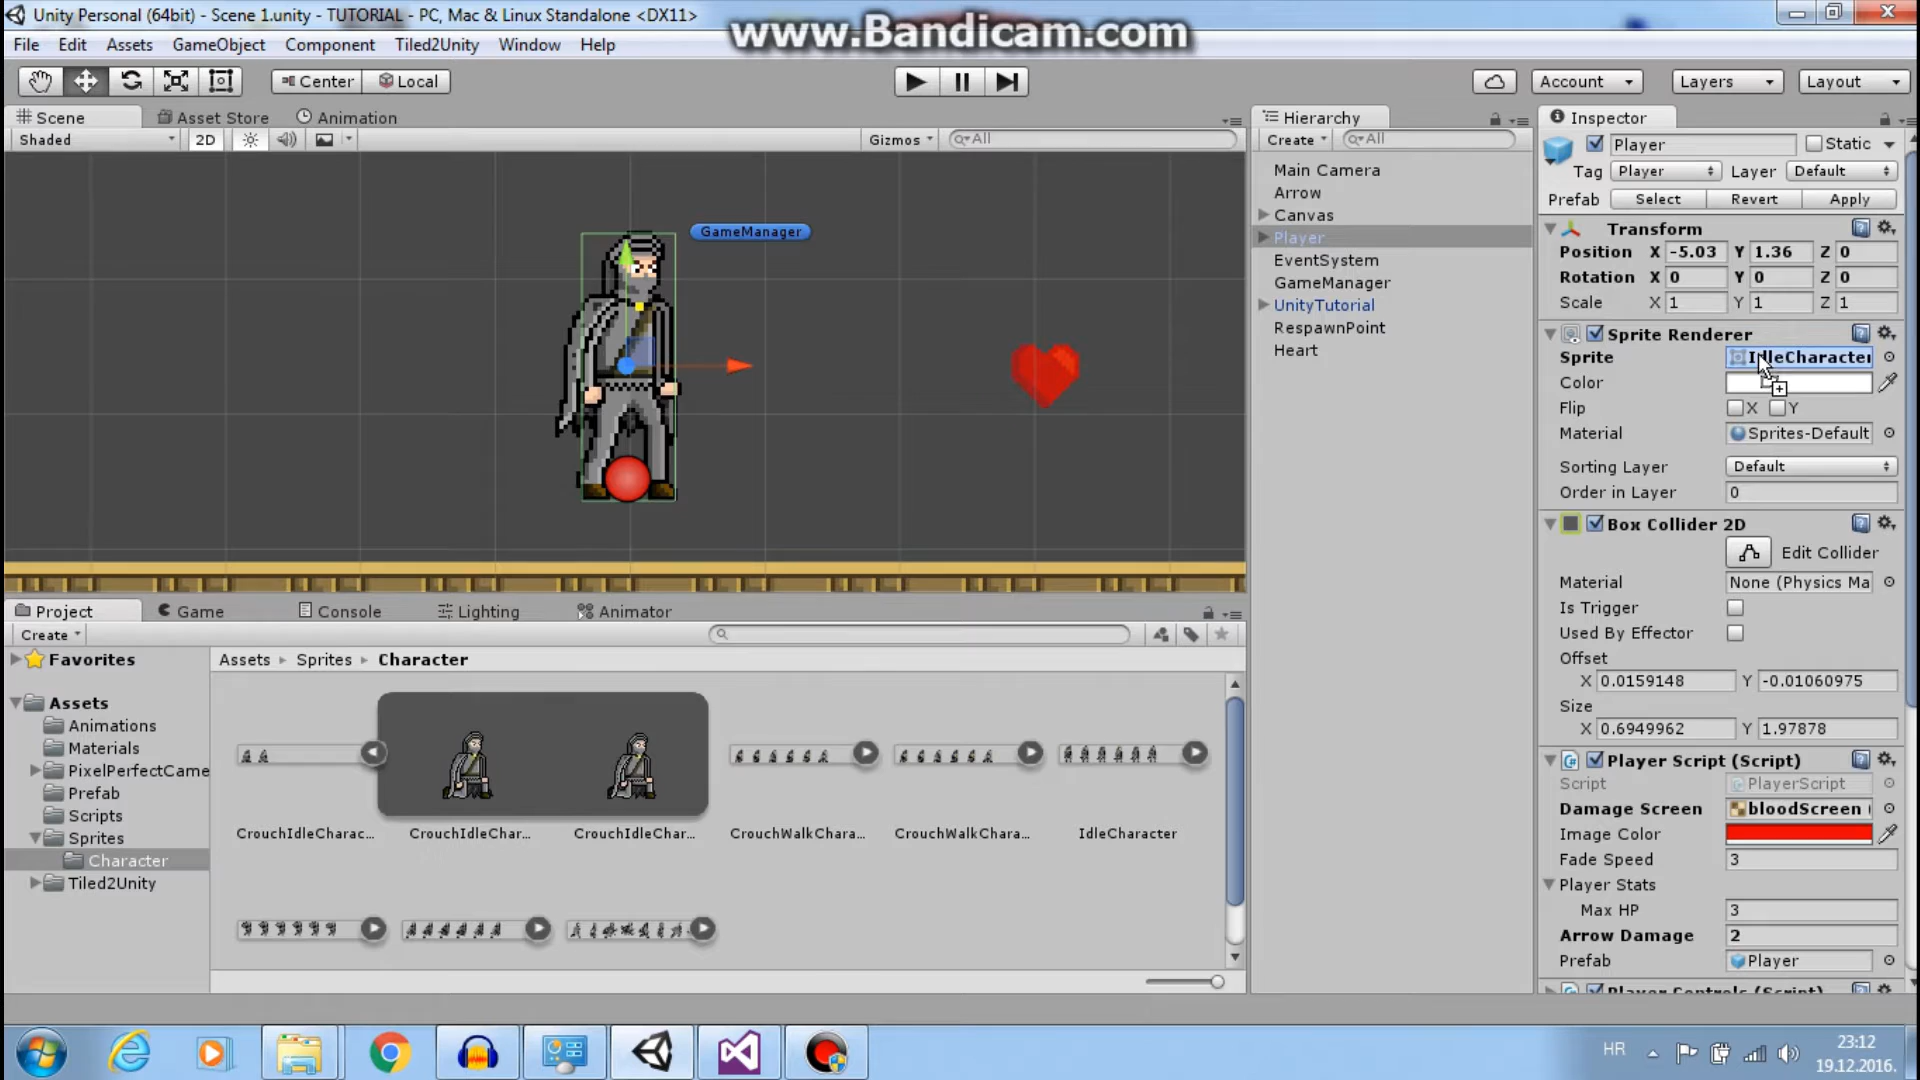 Unity Personal (64bit) - Scene 1.unity - TUTORIAL - PC, Mac & Linux Standalone <DX11>
www.Bandicam.com
File Edit Assets GameObject Component Tiled2Unity Window Help
Center Local
Account Layers Layout
Scene Asset Store Animation
Shaded 2D Gizmos All
GameManager
Hierarchy
Create All
Main Camera
Arrow
Canvas
Player
EventSystem
GameManager
UnityTutorial
RespawnPoint
Heart
Inspector
Player Static
Tag Player Layer Default
Prefab Select Revert Apply
Transform
Position X -5.03 Y 1.36 Z 0
Rotation X 0 Y 0 Z 0
Scale X 1 Y 1 Z 1
Sprite Renderer
Sprite IdleCharacter
Color
Flip X Y
Material Sprites-Default
Sorting Layer Default
Order in Layer 0
Box Collider 2D
Edit Collider
Material None (Physics Ma
Is Trigger
Used By Effector
Offset
X 0.0159148 Y -0.01060975
Size
X 0.6949962 Y 1.97878
Player Script (Script)
Script PlayerScript
Damage Screen bloodScreen (
Image Color
Fade Speed 3
Player Stats
Max HP 3
Arrow Damage 2
Prefab Player
Player Controls (Script)
Project Game Console Lighting Animator
Create
Favorites
Assets
Animations
Materials
PixelPerfectCame
Prefab
Scripts
Sprites
Character
Tiled2Unity
Assets Sprites Character
CrouchIdleCharac... CrouchIdleChar... CrouchIdleChar... CrouchWalkChara... CrouchWalkChara... IdleCharacter
HR
23:12
19.12.2016.